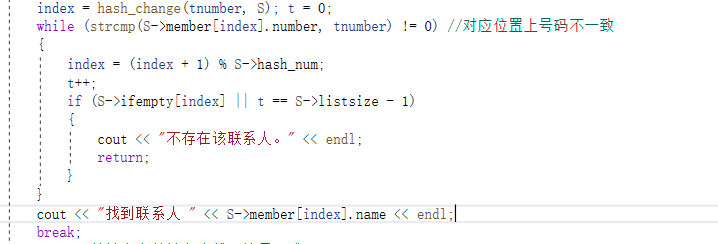 index = hash_change(tnumber, S); t = 0;
while (strcmp(S->member[index].number, tnumber) != 0) //对应位置上号码不一致
{
index = (index + 1) % S->hash_num;
t++;
if (S->ifempty[index] || t == S->listsize - 1)
{
cout << "不存在该联系人。" << endl;
return;
}
}
cout << "找到联系人 " << S->member[index].name << endl;
break;